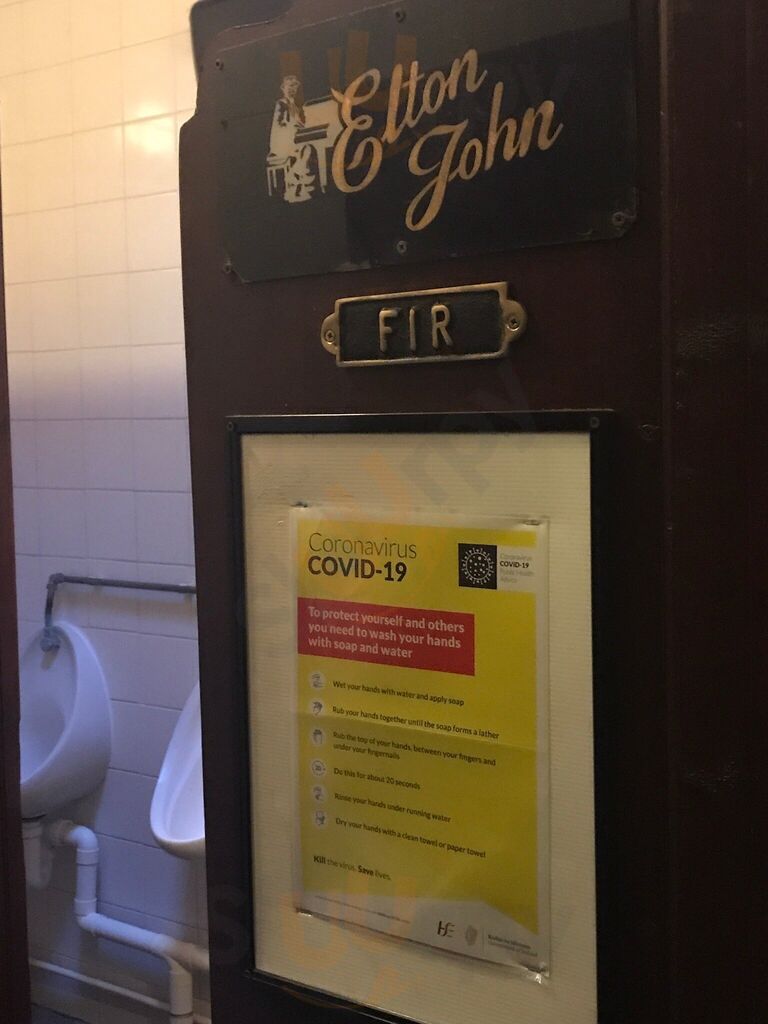 Elton
John
FIR
Coronavirus
COVID-19
Coronavirus
COVID-19
Public Health
Advice
To protect yourself and others
you need to wash your hands
with soap and water
Wet your hands with water and apply soap
Rub your hands together until the soap forms a lather
Rub the top of your hands, between your fingers and
under your fingernails
Do this for about 20 seconds
Rinse your hands under running water
Dry your hands with a clean towel or paper towel
Kill the virus. Save lives.